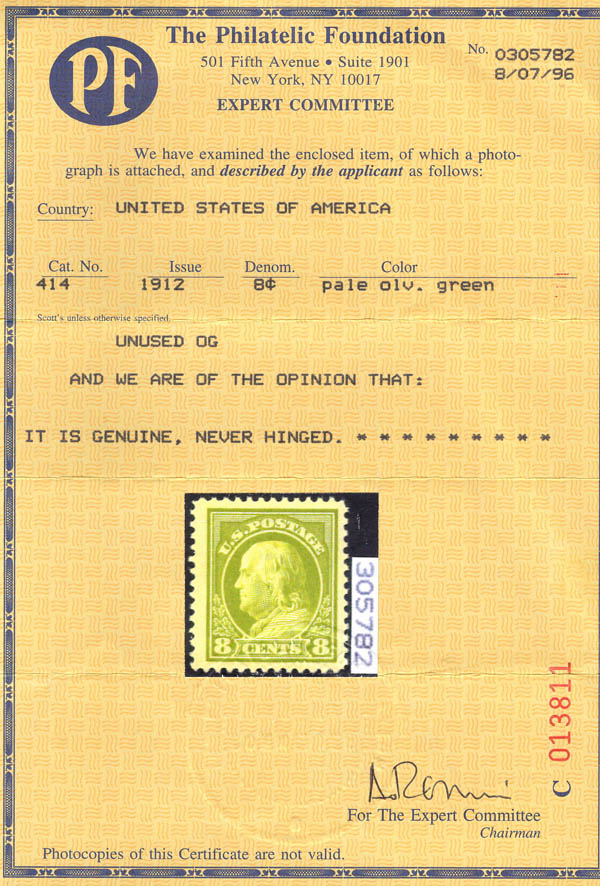 PF
The Philatelic Foundation
501 Fifth Avenue • Suite 1901
New York, NY 10017
EXPERT COMMITTEE
No. 0305782
8/07/96
We have examined the enclosed item, of which a photo-
graph is attached, and described by the applicant as follows:
Country: UNITED STATES OF AMERICA
Cat. No. Issue Denom. Color
414 1912 8¢ pale olv. green
Scott's unless otherwise specified.
UNUSED OG
AND WE ARE OF THE OPINION THAT:
IT IS GENUINE, NEVER HINGED. * * * * * * * * *
U.S. POSTAGE
8 CENTS 8
305782
C 013811
For The Expert Committee
Chairman
Photocopies of this Certificate are not valid.